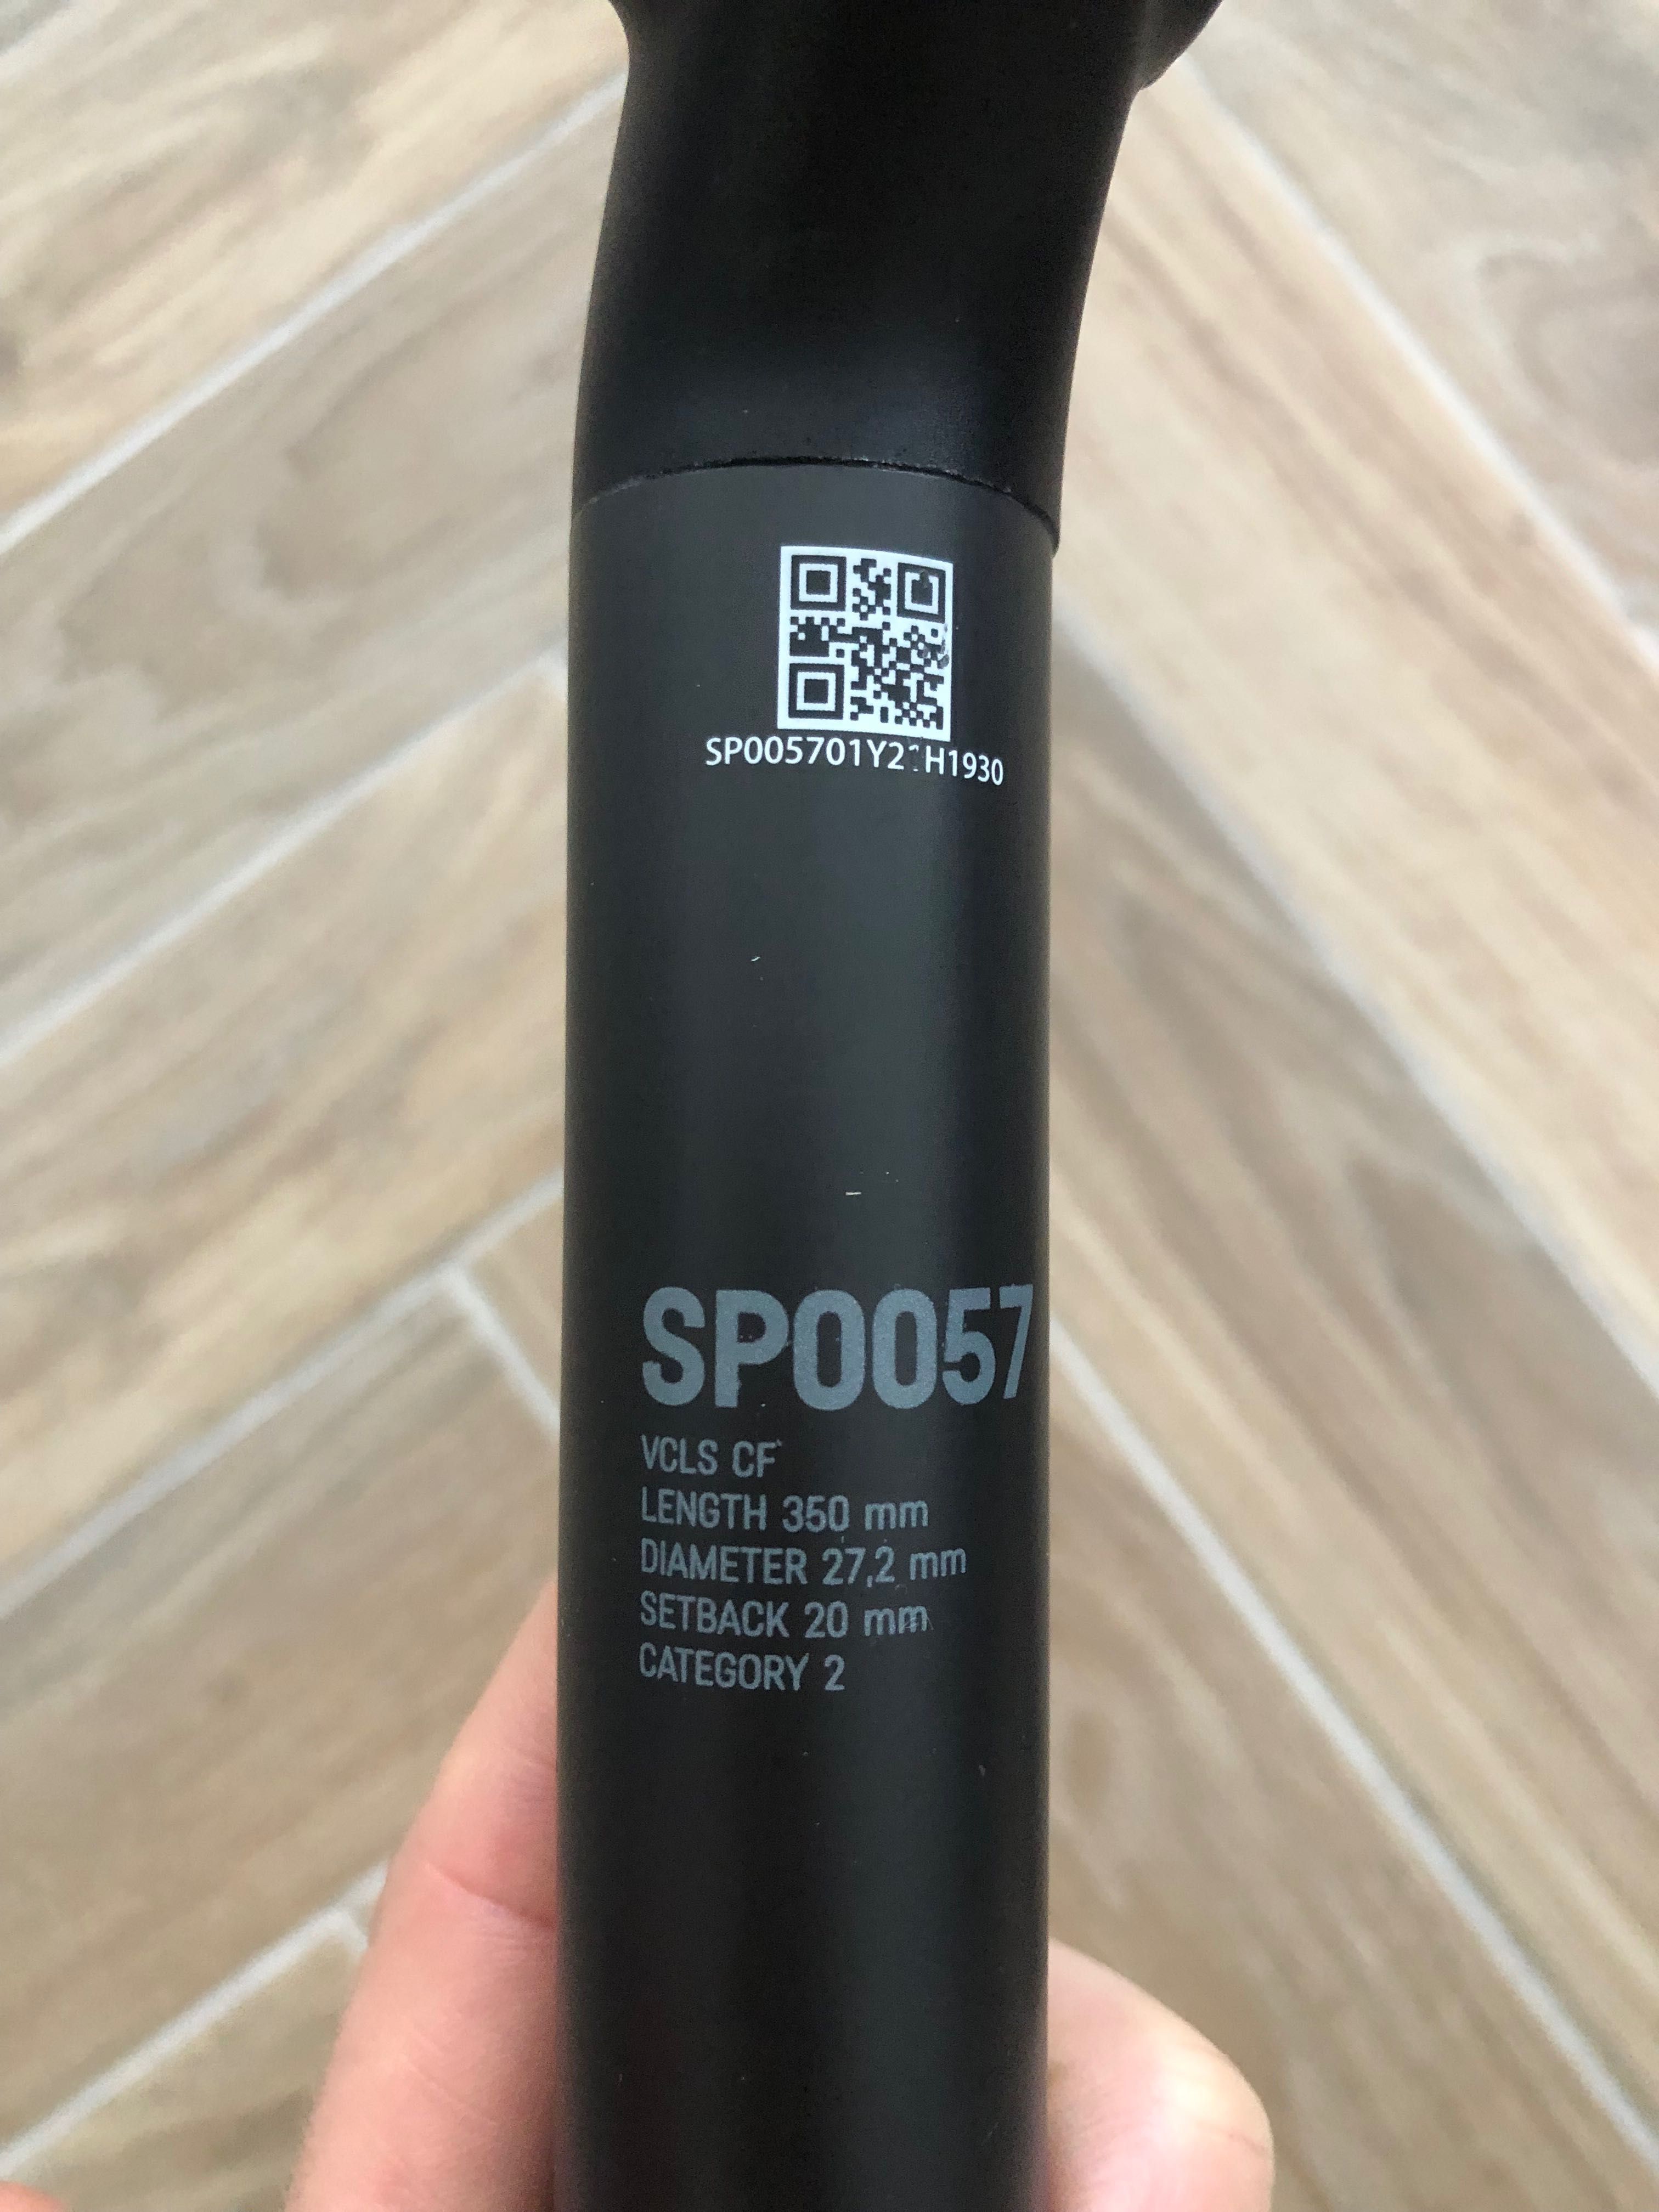 SP0057
VCLS CF
LENGTH 350 mm
DIAMETER 27,2 mm
SETBACK 20 mm
CATEGORY 2